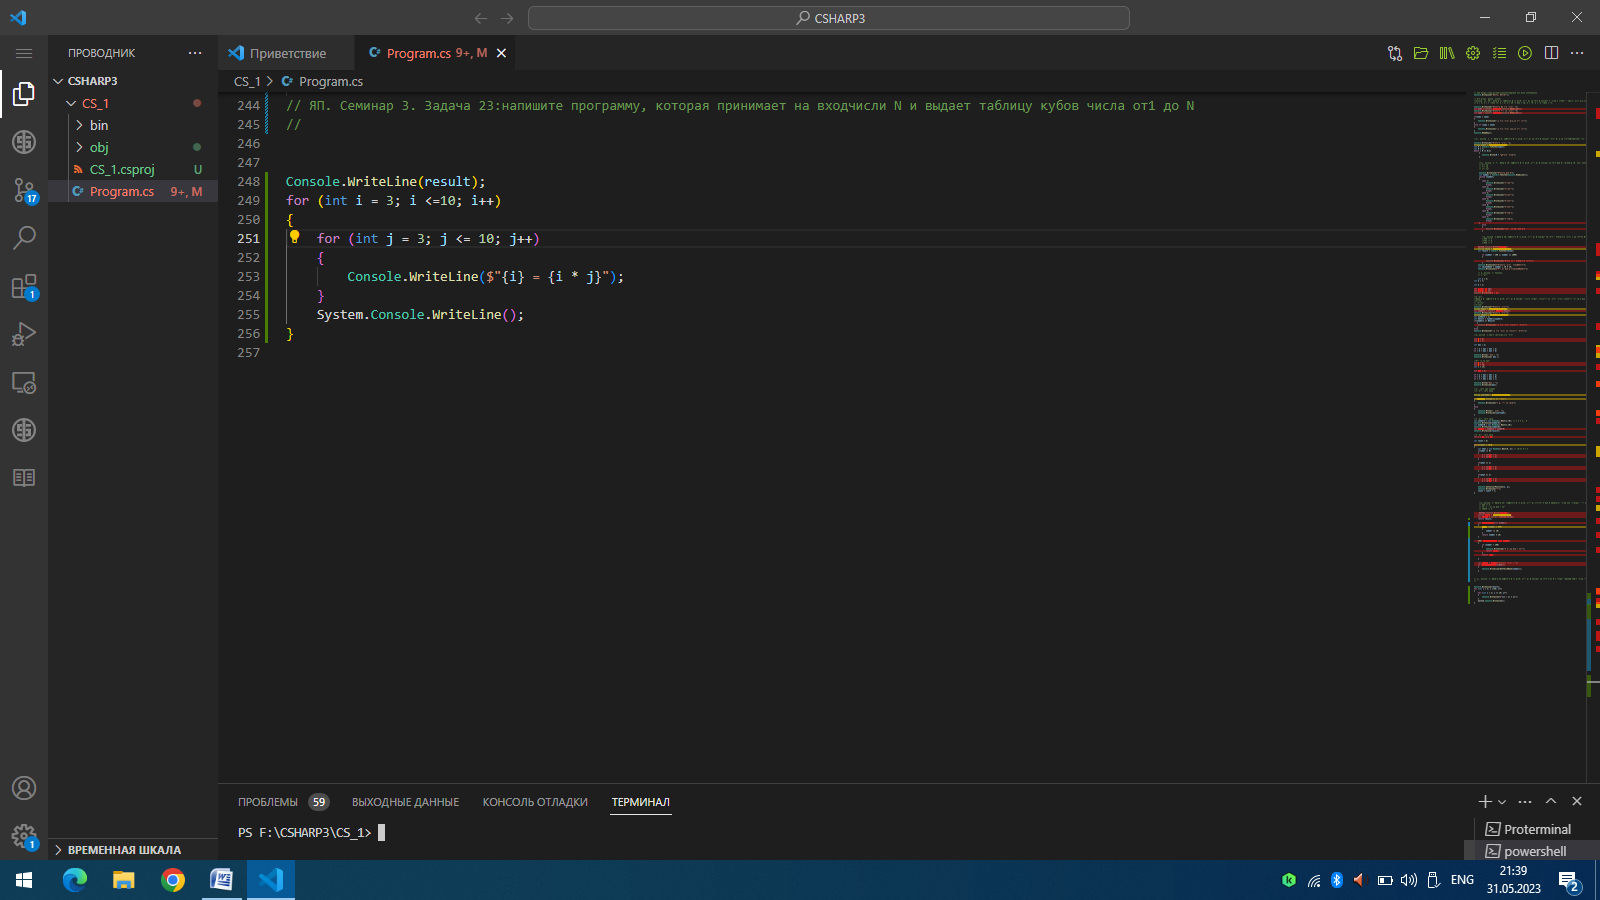 CSHARP3
ПРОВОДНИК
Приветствие
Program.cs 9+, M
CSHARP3
CS_1 > Program.cs
CS_1
bin
obj
CS_1.csproj U
Program.cs 9+, M
244 // ЯП. Семинар 3. Задача 23:напишите программу, которая принимает на входчисли N и выдает таблицу кубов числа от1 до N
245 //
246
247
248 Console.WriteLine(result);
249 for (int i = 3; i <=10; i++)
250 {
251 for (int j = 3; j <= 10; j++)
252 {
253 Console.WriteLine($"{i} = {i * j}");
254 }
255 System.Console.WriteLine();
256 }
257
17
1
1
ПРОБЛЕМЫ 59 ВЫХОДНЫЕ ДАННЫЕ КОНСОЛЬ ОТЛАДКИ ТЕРМИНАЛ
PS F:\CSHARP3\CS_1>
Proterminal
powershell
ВРЕМЕННАЯ ШКАЛА
ENG
21:39
31.05.2023
2